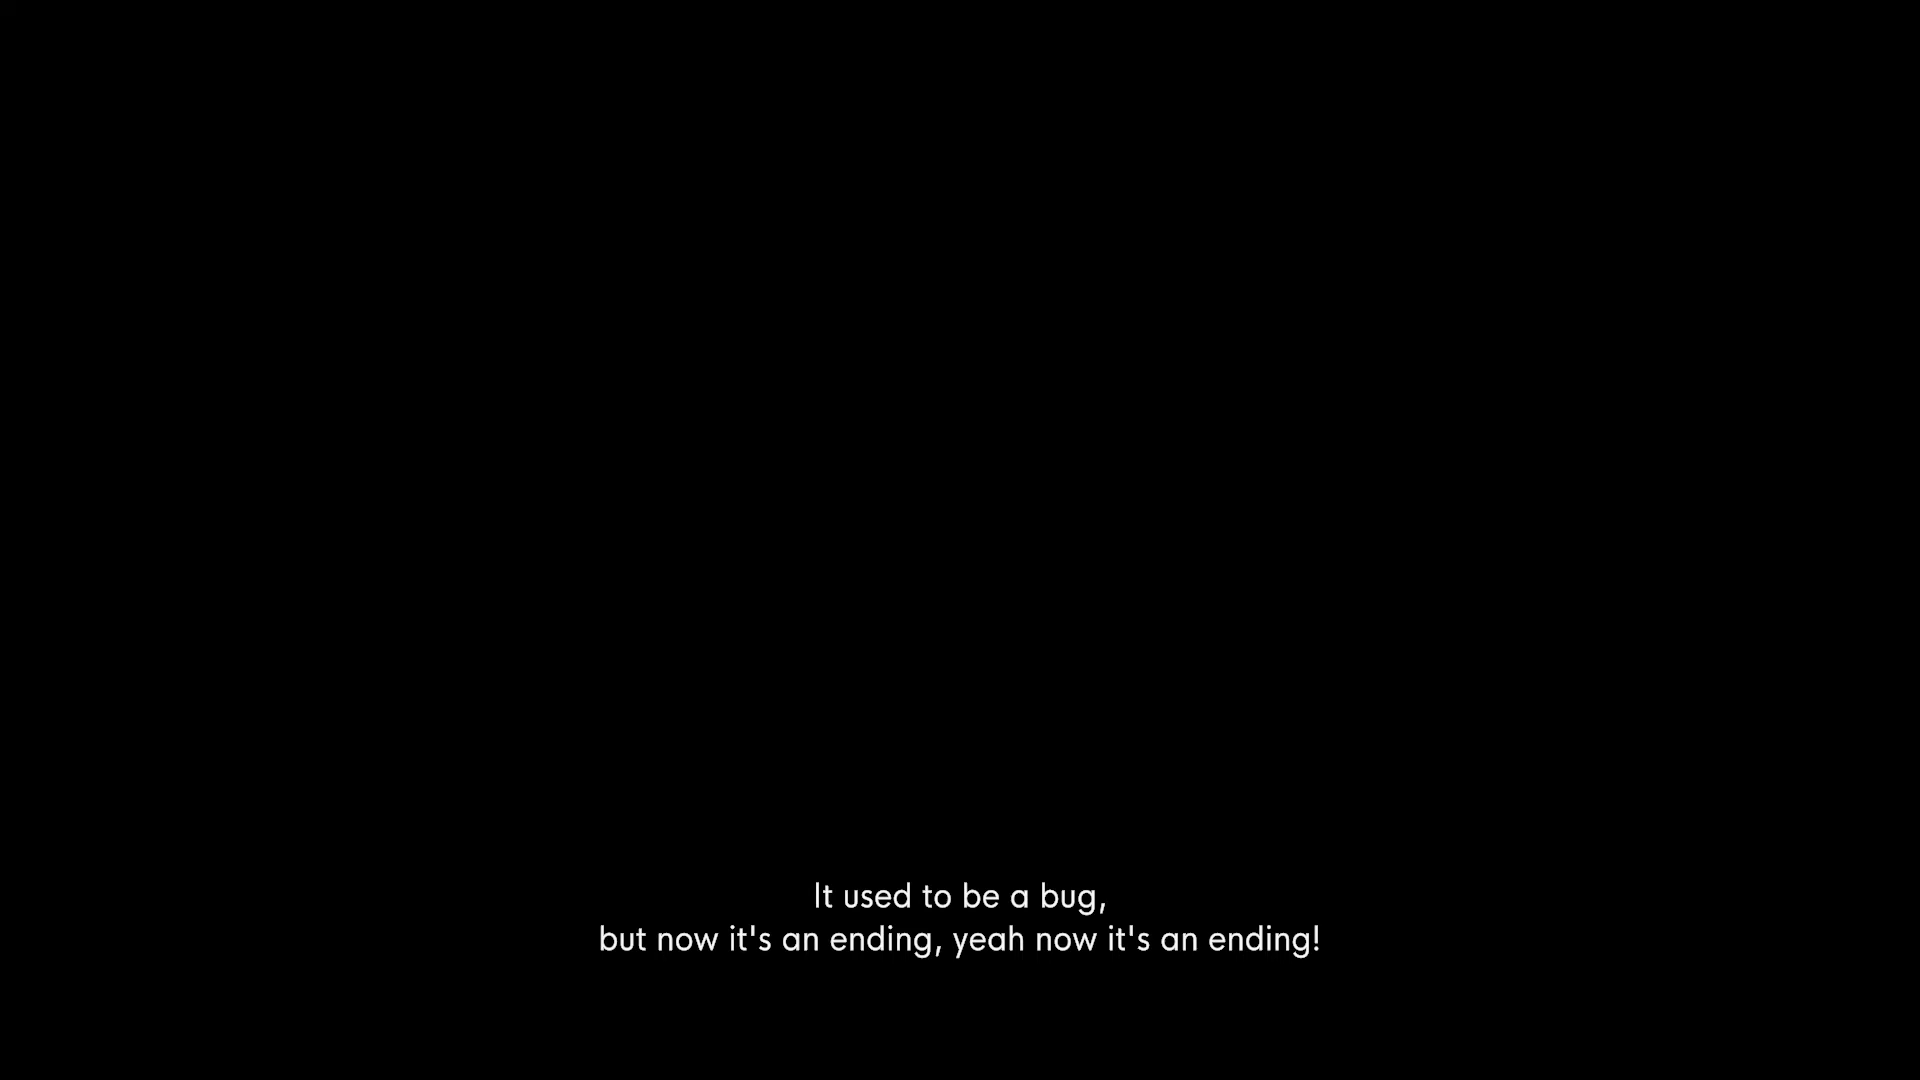 It used to be a bug,
but now it's an ending, yeah now it's an ending!